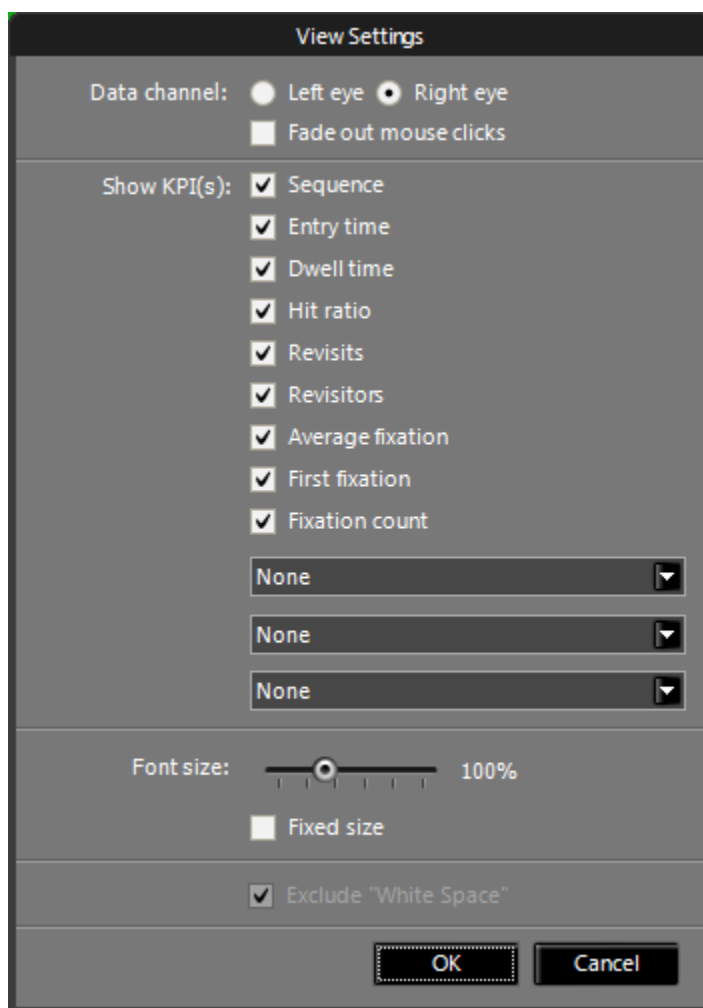 View Settings
Data channel: Left eye Right eye
Fade out mouse clicks
Show KPI(s): Sequence
Entry time
Dwell time
Hit ratio
Revisits
Revisitors
Average fixation
First fixation
Fixation count
None
None
None
Font size: 100%
Fixed size
Exclude "White Space"
OK Cancel